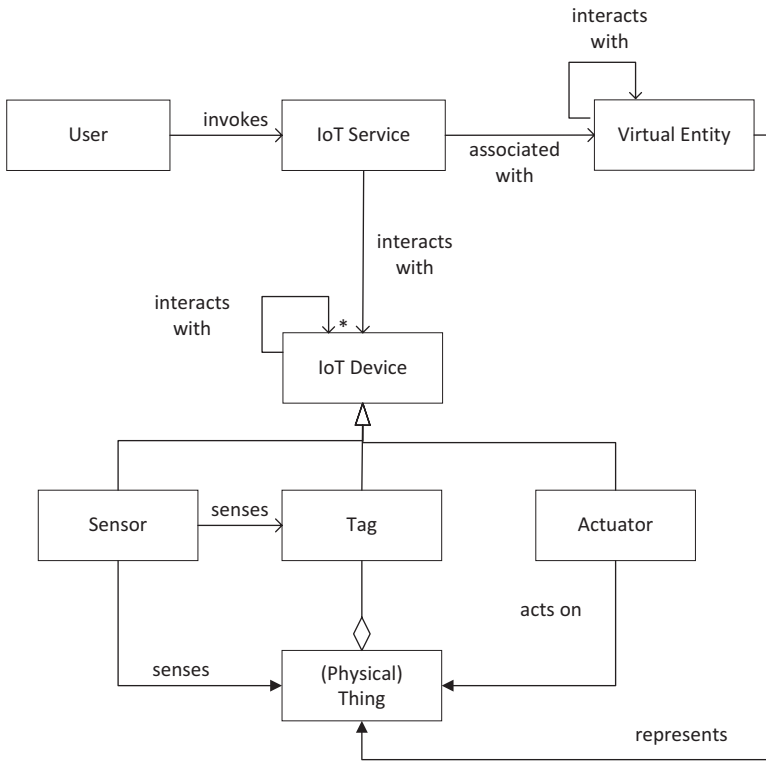 interacts
with
User
invokes
IoT Service
associated
with
Virtual Entity
interacts
with
interacts
with
*
IoT Device
Sensor
senses
Tag
Actuator
acts on
senses
(Physical)
Thing
represents